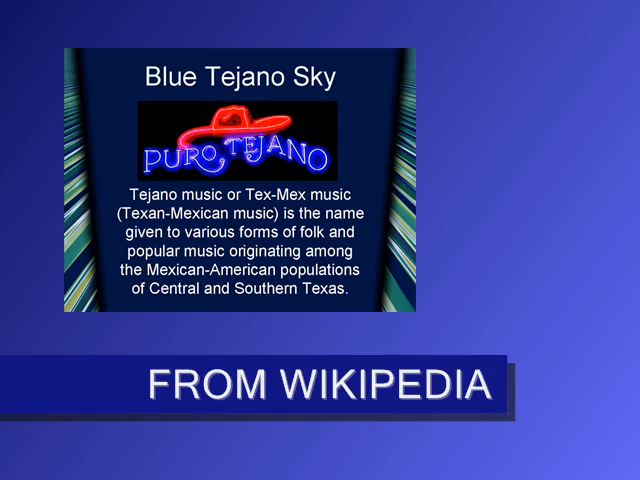 Blue Tejano Sky
PURO TEJANO
Tejano music or Tex-Mex music
(Texan-Mexican music) is the name
given to various forms of folk and
popular music originating among
the Mexican-American populations
of Central and Southern Texas.
FROM WIKIPEDIA